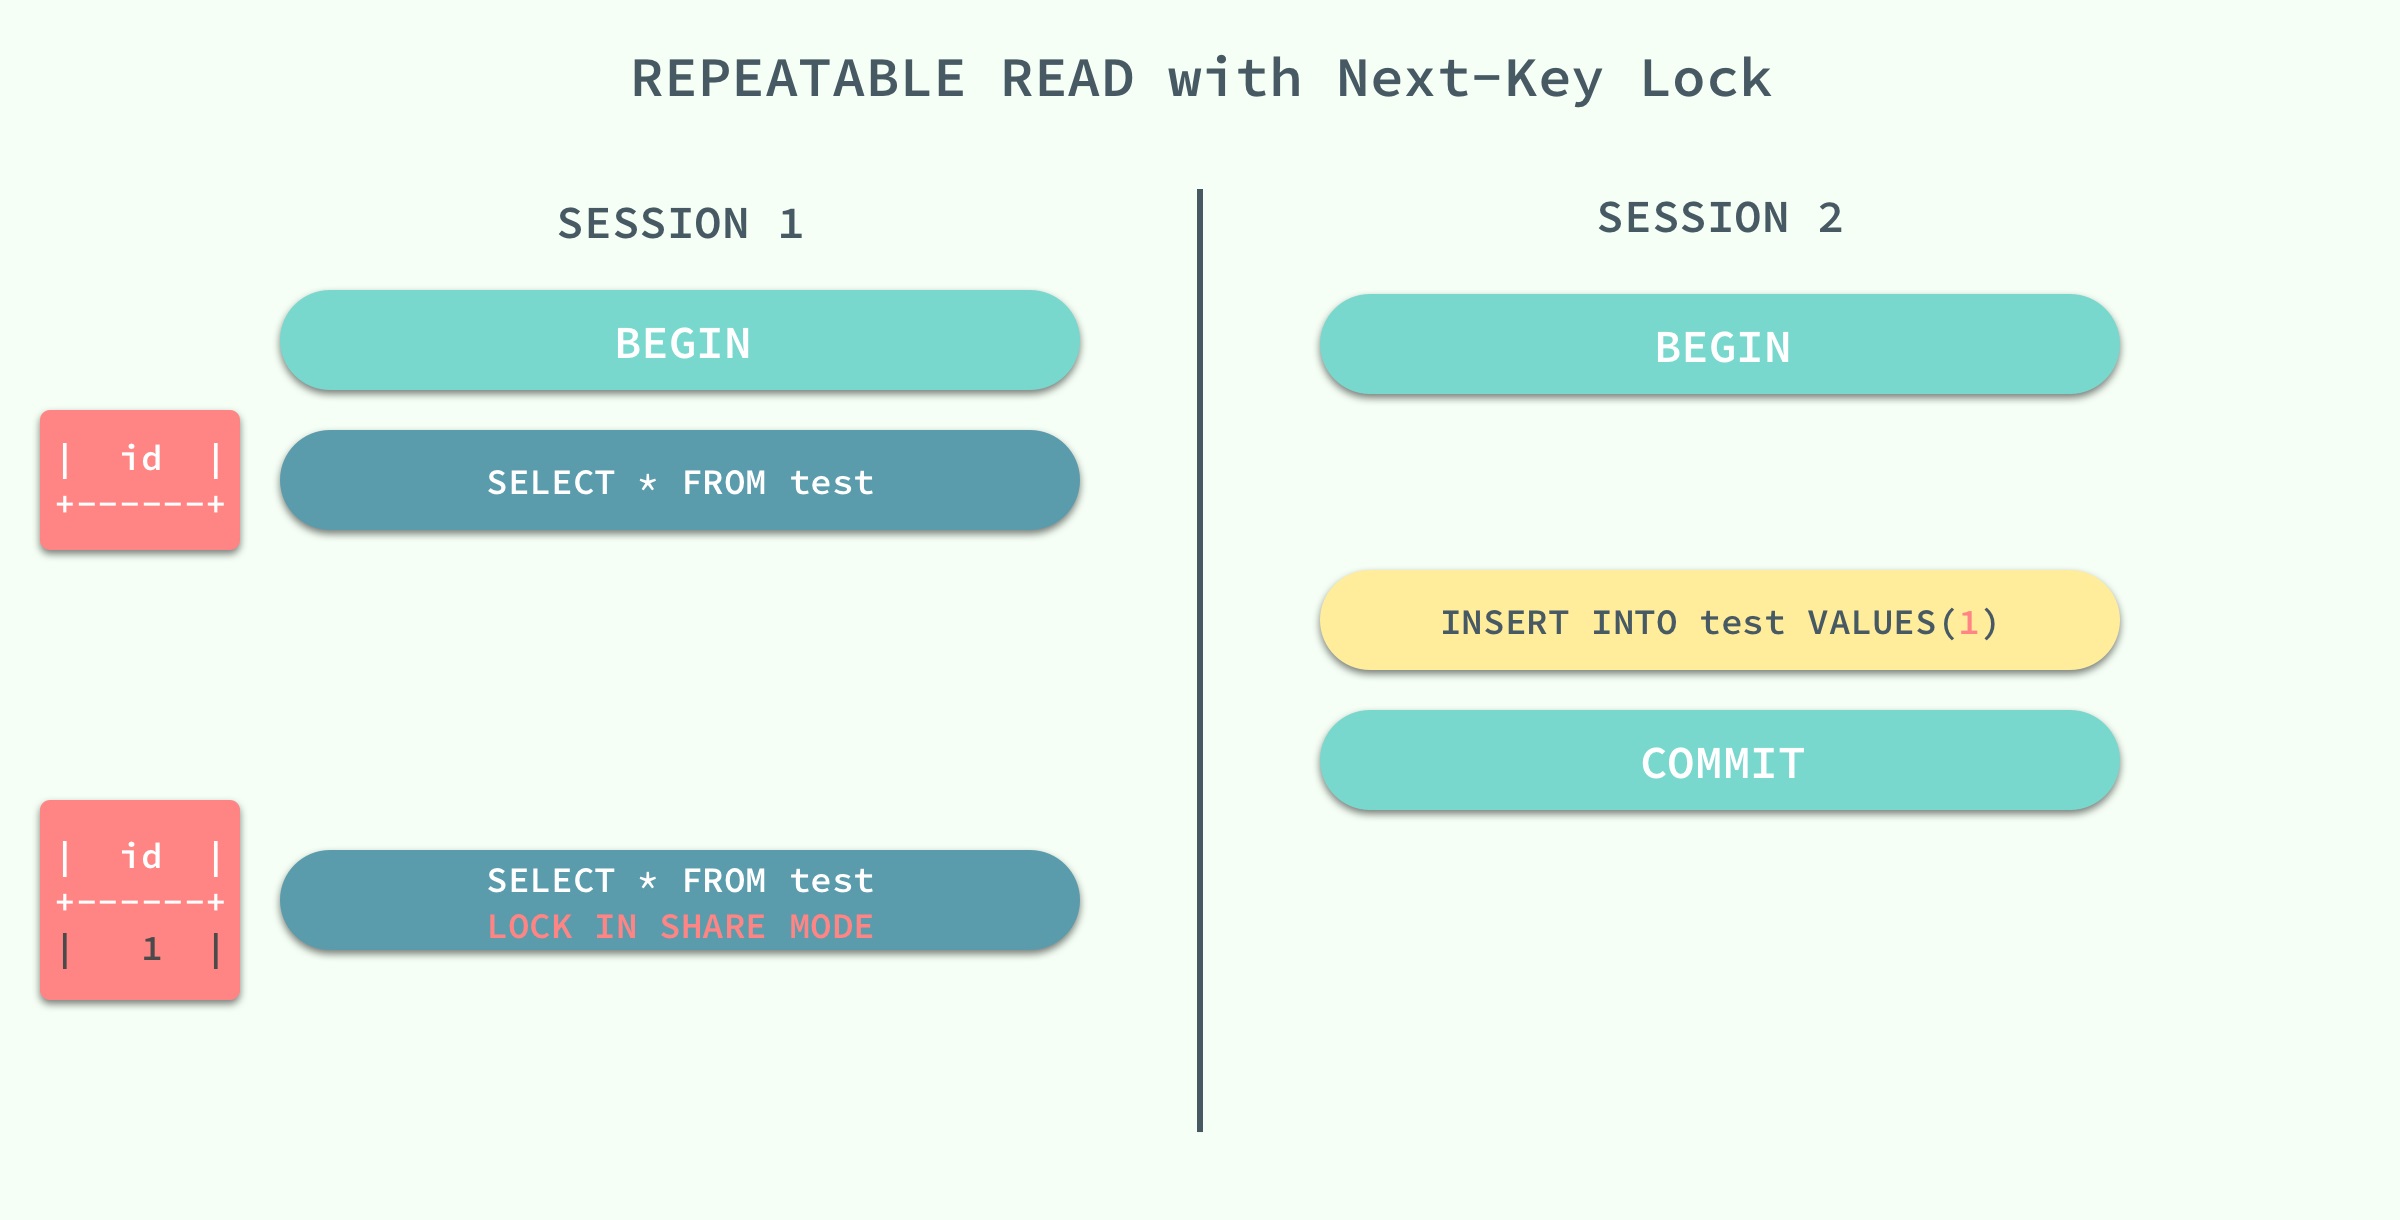 REPEATABLE READ with Next-Key Lock
SESSION 1
SESSION 2
BEGIN
BEGIN
| id |
+------+
SELECT * FROM test
INSERT INTO test VALUES(1)
COMMIT
| id |
+------+
| 1 |
SELECT * FROM test
LOCK IN SHARE MODE